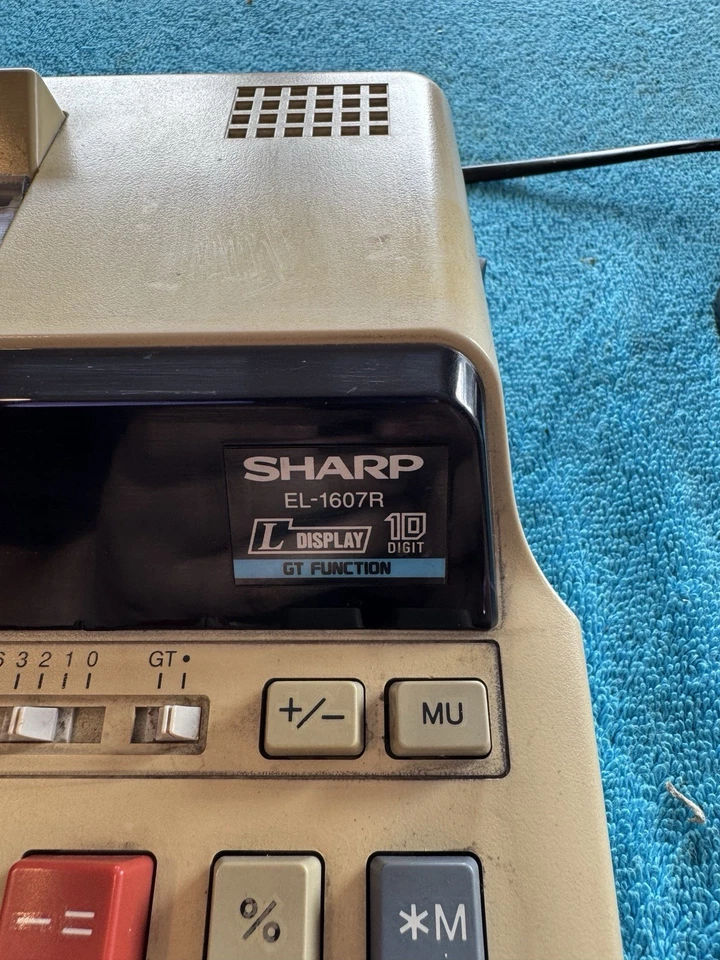 SHARP
EL-1607R
L DISPLAY 10 DIGIT
GT FUNCTION
6 3 2 1 0 GT •
+/− MU
− = % *M